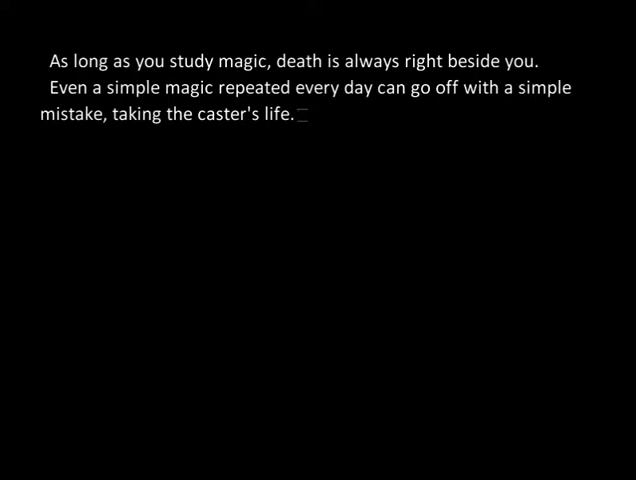 As long as you study magic, death is always right beside you.
Even a simple magic repeated every day can go off with a simple
mistake, taking the caster's life.